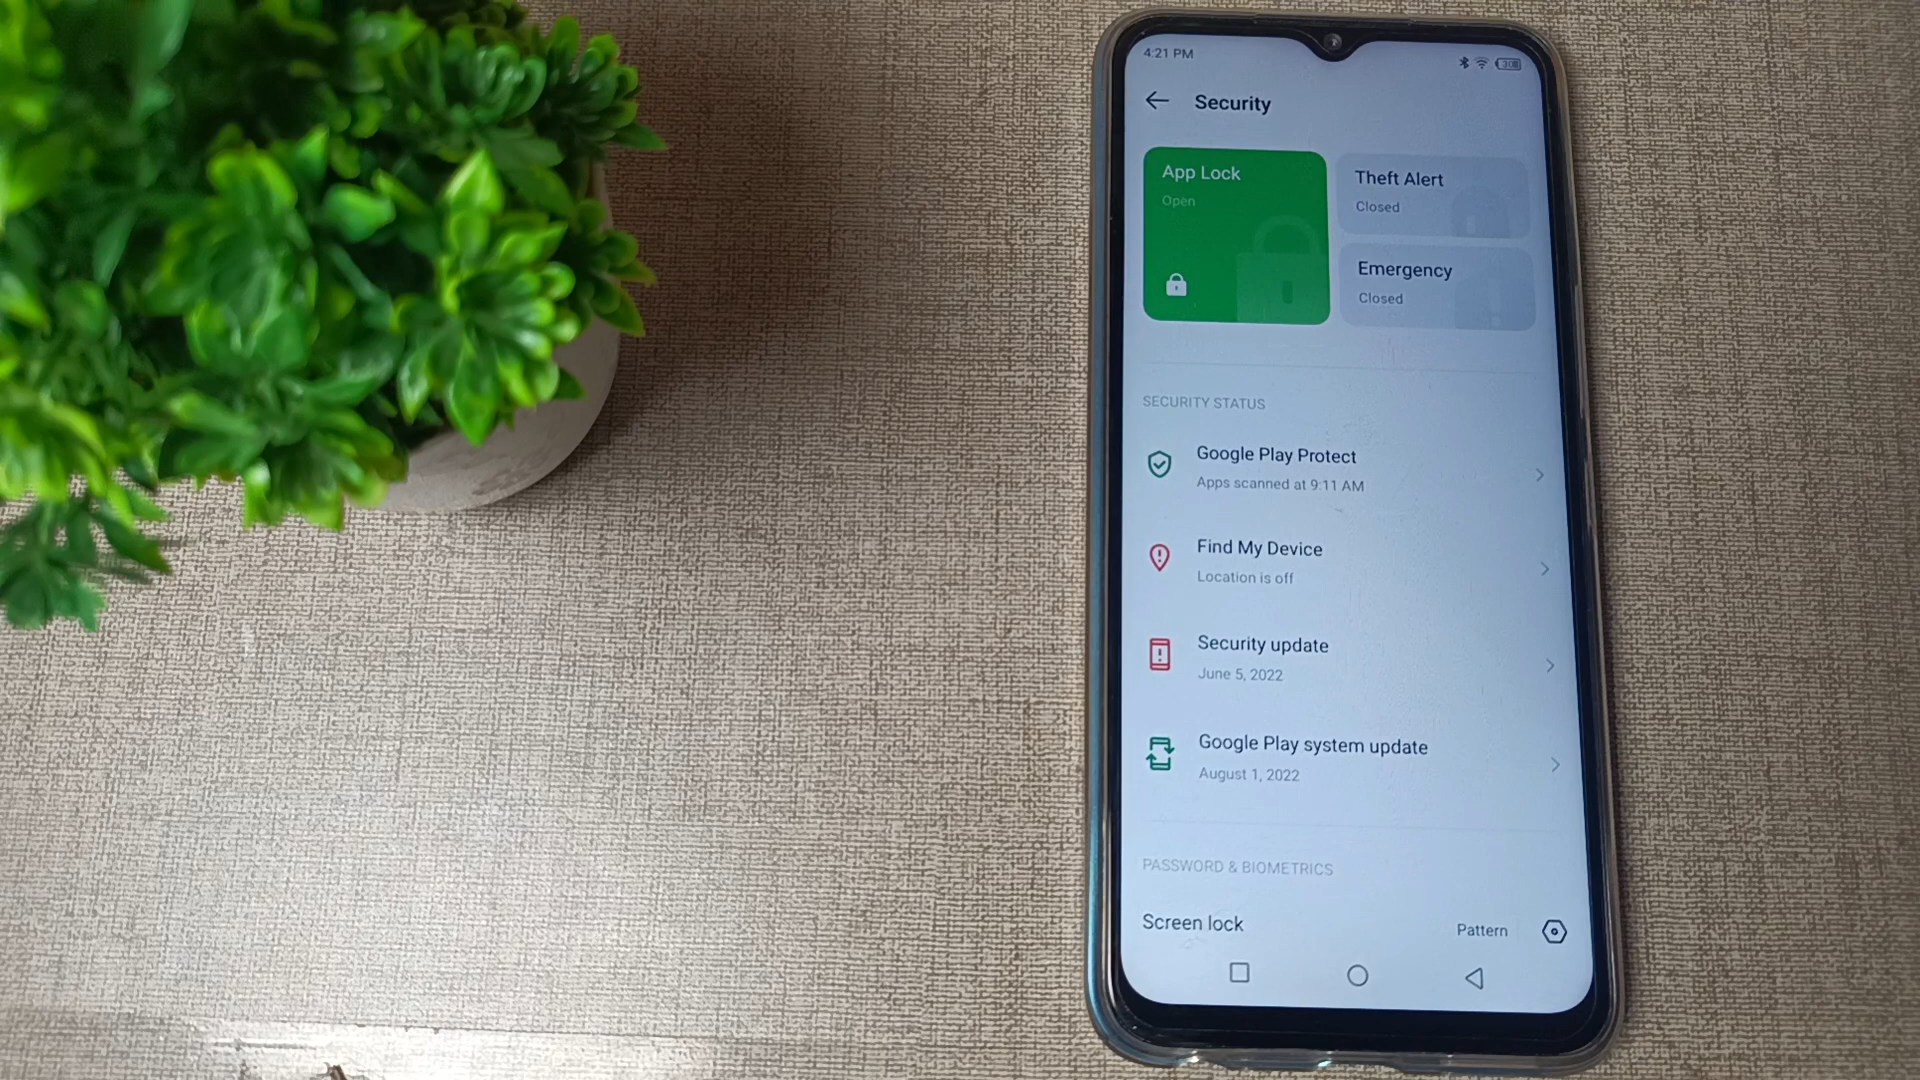 4:21 PM
Security
App Lock
Open
Theft Alert
Closed
Emergency
Closed
SECURITY STATUS
Google Play Protect
Apps scanned at 9:11 AM
Find My Device
Location is off
Security update
June 5, 2022
Google Play system update
August 1, 2022
PASSWORD & BIOMETRICS
Screen lock
Pattern